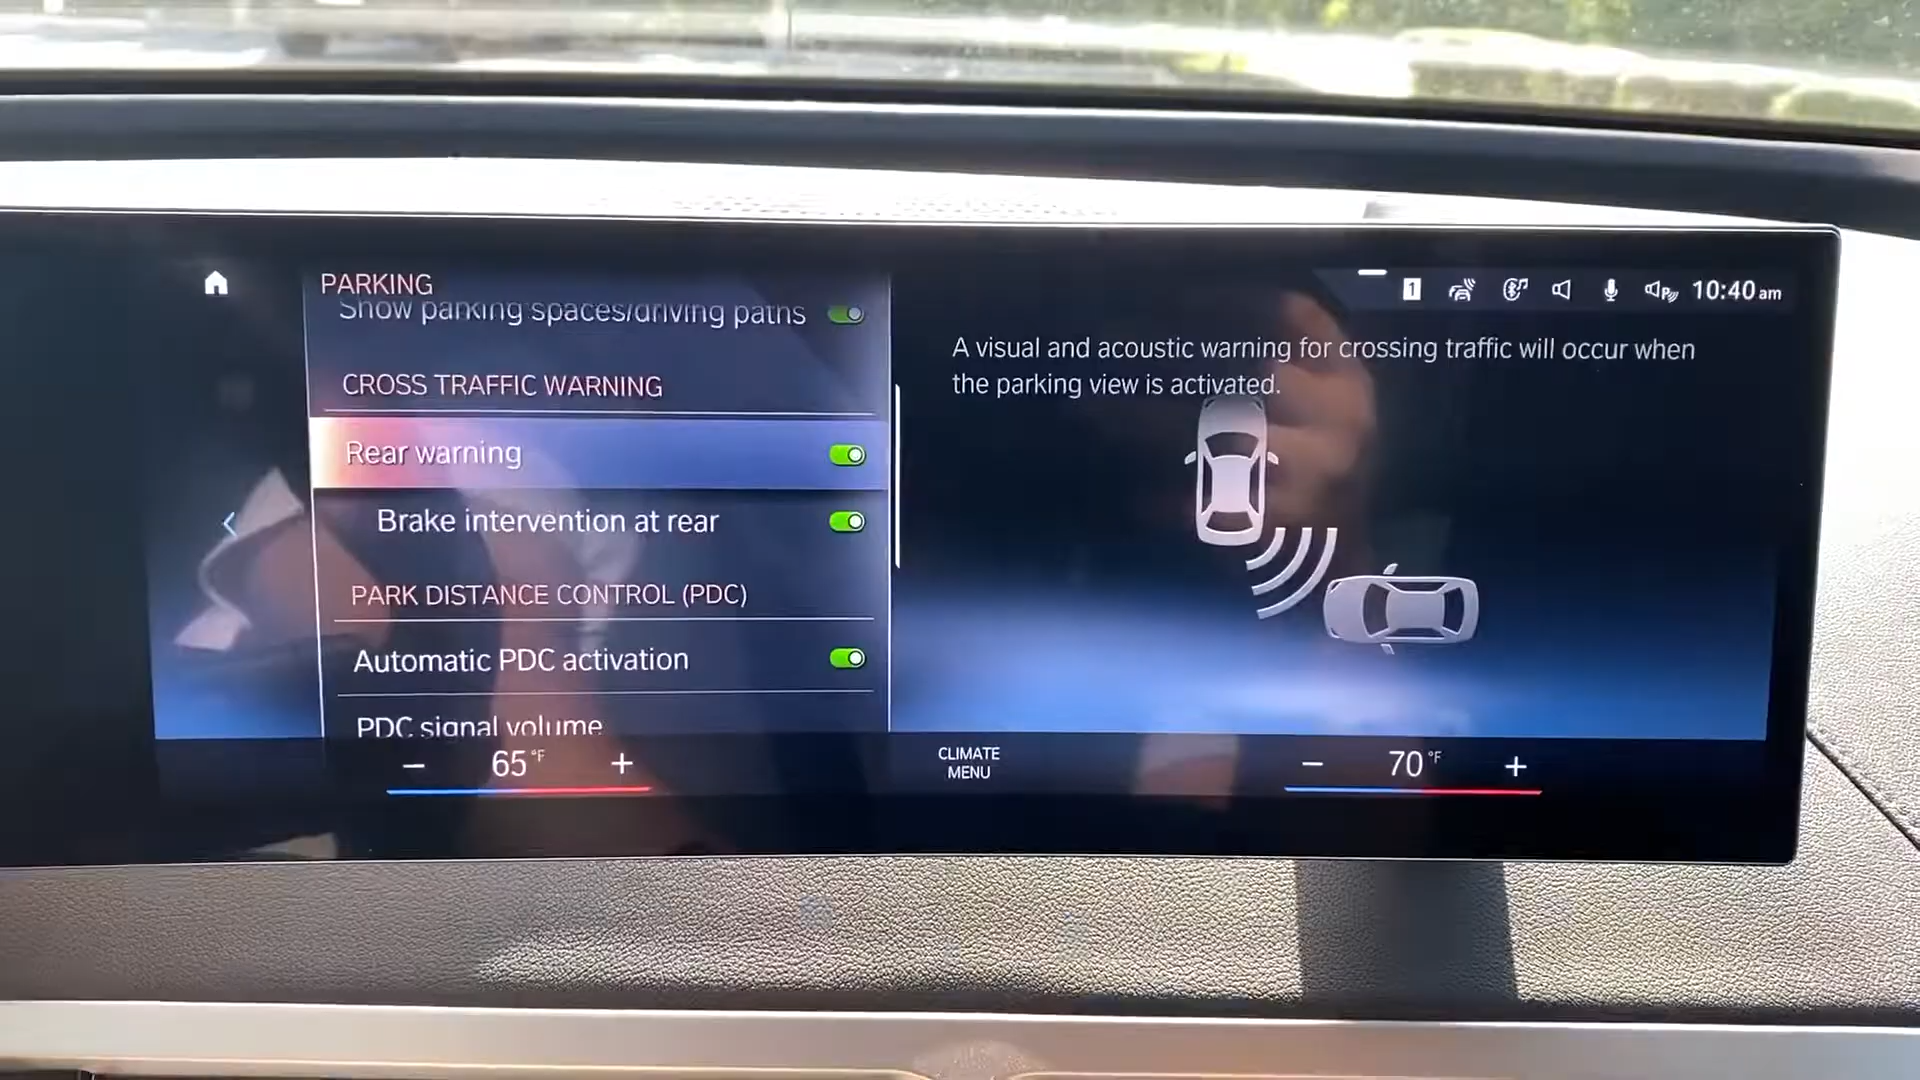 PARKING
Show parking spaces/driving paths
CROSS TRAFFIC WARNING
Rear warning
Brake intervention at rear
PARK DISTANCE CONTROL (PDC)
Automatic PDC activation
PDC signal volume
1
10:40 am
A visual and acoustic warning for crossing traffic will occur when
the parking view is activated.
− 65 °F +
CLIMATE
MENU
− 70 °F +